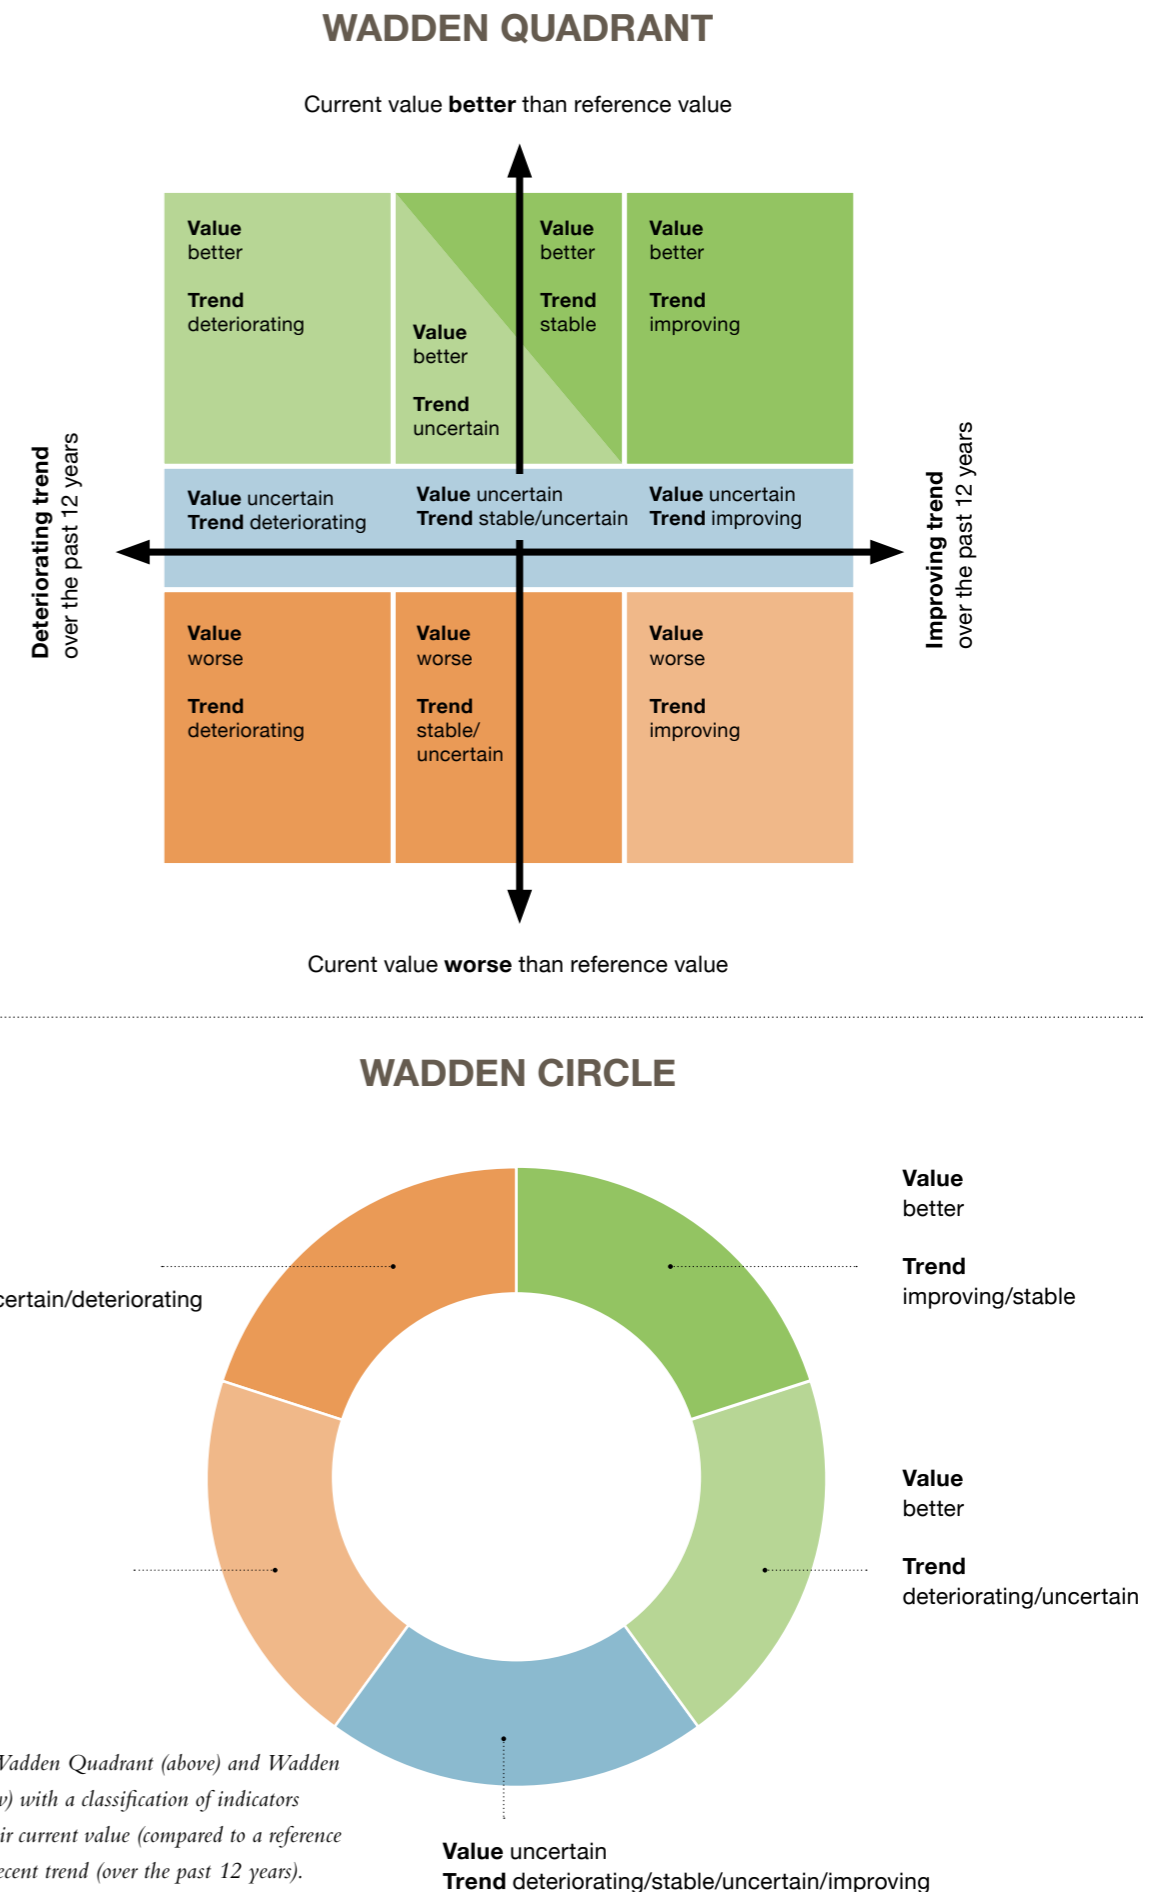 WADDEN QUADRANT
Current value better than reference value
Value
better
Trend
deteriorating
Value
better
Trend
uncertain
Value
better
Trend
stable
Value
better
Trend
improving
Deteriorating trend
over the past 12 years
Value uncertain
Trend deteriorating
Value uncertain
Trend stable/uncertain
Value uncertain
Trend improving
Improving trend
over the past 12 years
Value
worse
Trend
deteriorating
Value
worse
Trend
stable/
uncertain
Value
worse
Trend
improving
Curent value worse than reference value
WADDEN CIRCLE
certain/deteriorating
Value
better
Trend
improving/stable
Value
better
Trend
deteriorating/uncertain
Value uncertain
Trend deteriorating/stable/uncertain/improving
Wadden Quadrant (above) and Wadden
with a classification of indicators
current value (compared to a reference
recent trend (over the past 12 years).